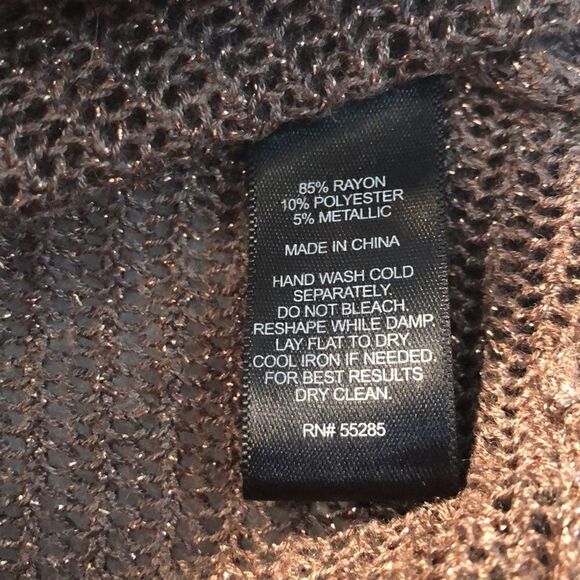 85% RAYON
10% POLYESTER
5% METALLIC
MADE IN CHINA
HAND WASH COLD
SEPARATELY.
DO NOT BLEACH.
RESHAPE WHILE DAMP.
LAY FLAT TO DRY
COOL IRON IF NEEDED.
FOR BEST RESULTS
DRY CLEAN.
RN# 55285